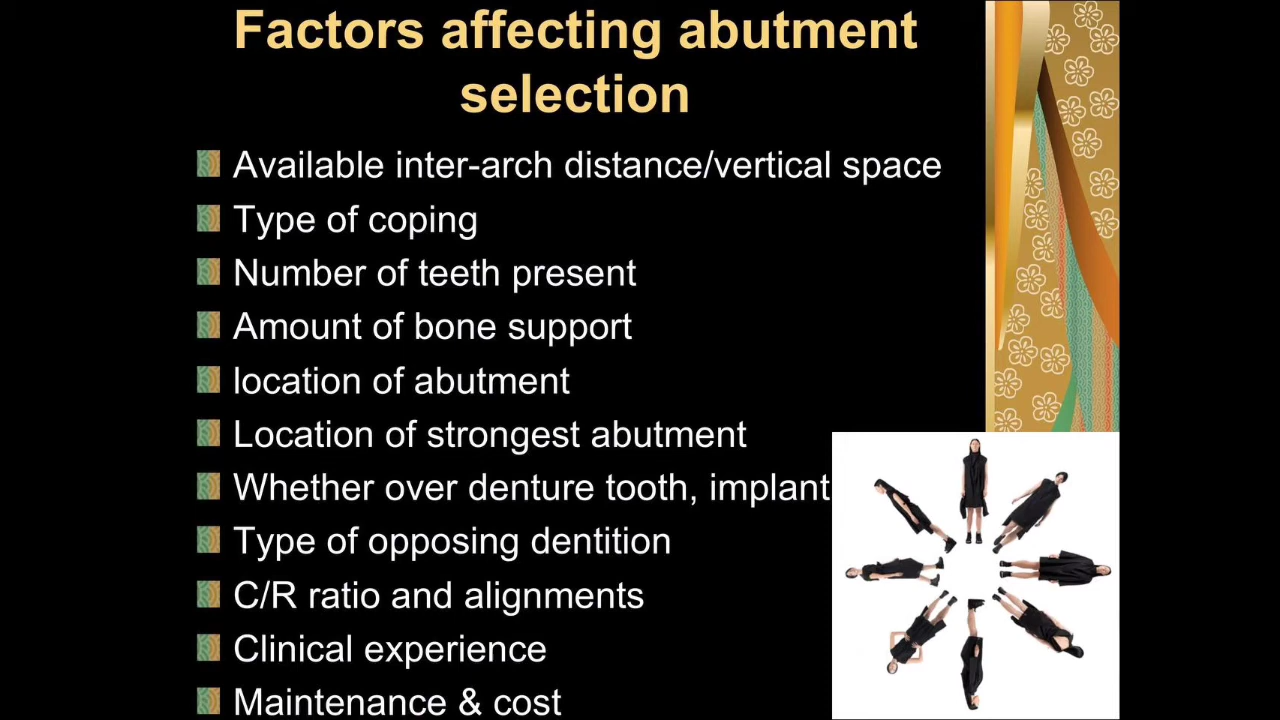 Factors affecting abutment
selection
Available inter-arch distance/vertical space
Type of coping
Number of teeth present
Amount of bone support
location of abutment
Location of strongest abutment
Whether over denture tooth, implant
Type of opposing dentition
C/R ratio and alignments
Clinical experience
Maintenance & cost